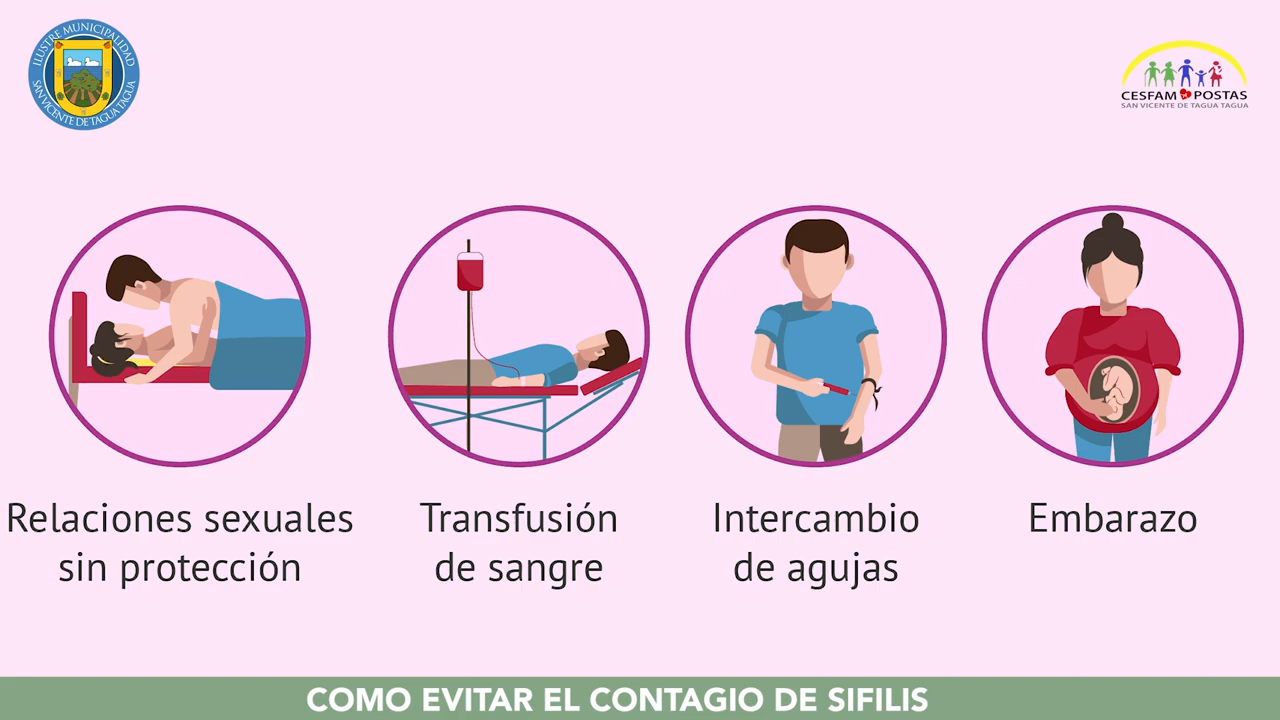 ILUSTRE MUNICIPALIDAD
SAN VICENTE DE TAGUA TAGUA
CESFAM POSTAS
SAN VICENTE DE TAGUA TAGUA
Relaciones sexuales
sin protección
Transfusión
de sangre
Intercambio
de agujas
Embarazo
COMO EVITAR EL CONTAGIO DE SIFILIS